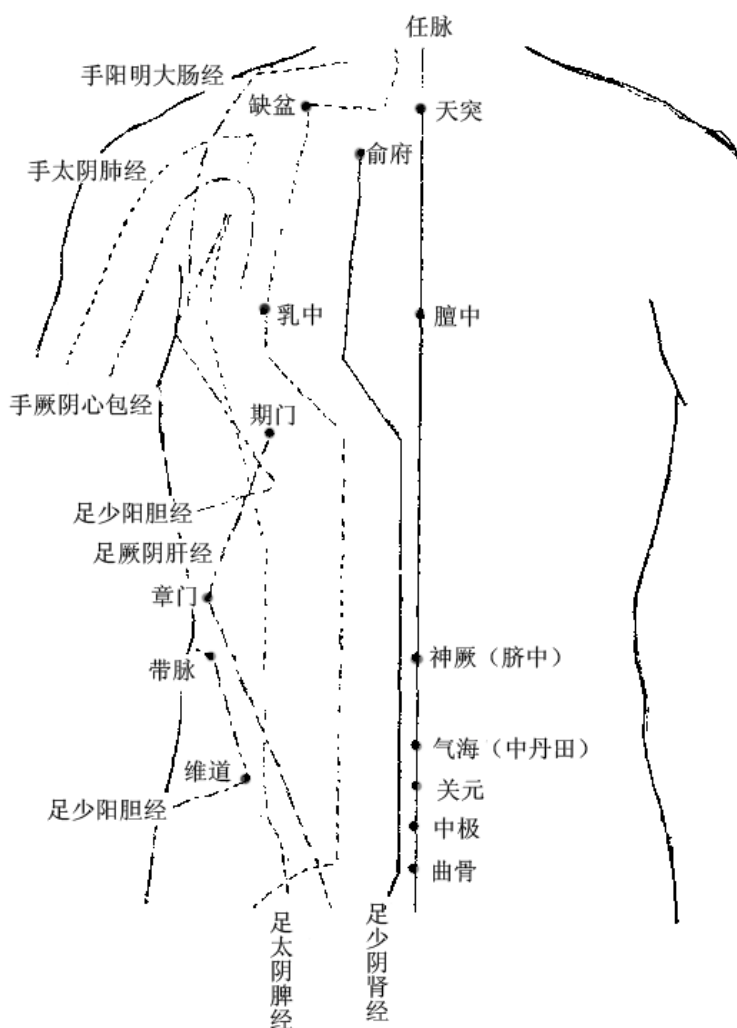 任脉
手阳明大肠经
缺盆
天突
俞府
手太阴肺经
乳中
膻中
手厥阴心包经
期门
足少阳胆经
足厥阴肝经
章门
神厥（脐中）
带脉
气海（中丹田）
维道
关元
足少阳胆经
中极
曲骨
足太阴脾经
足少阴肾经